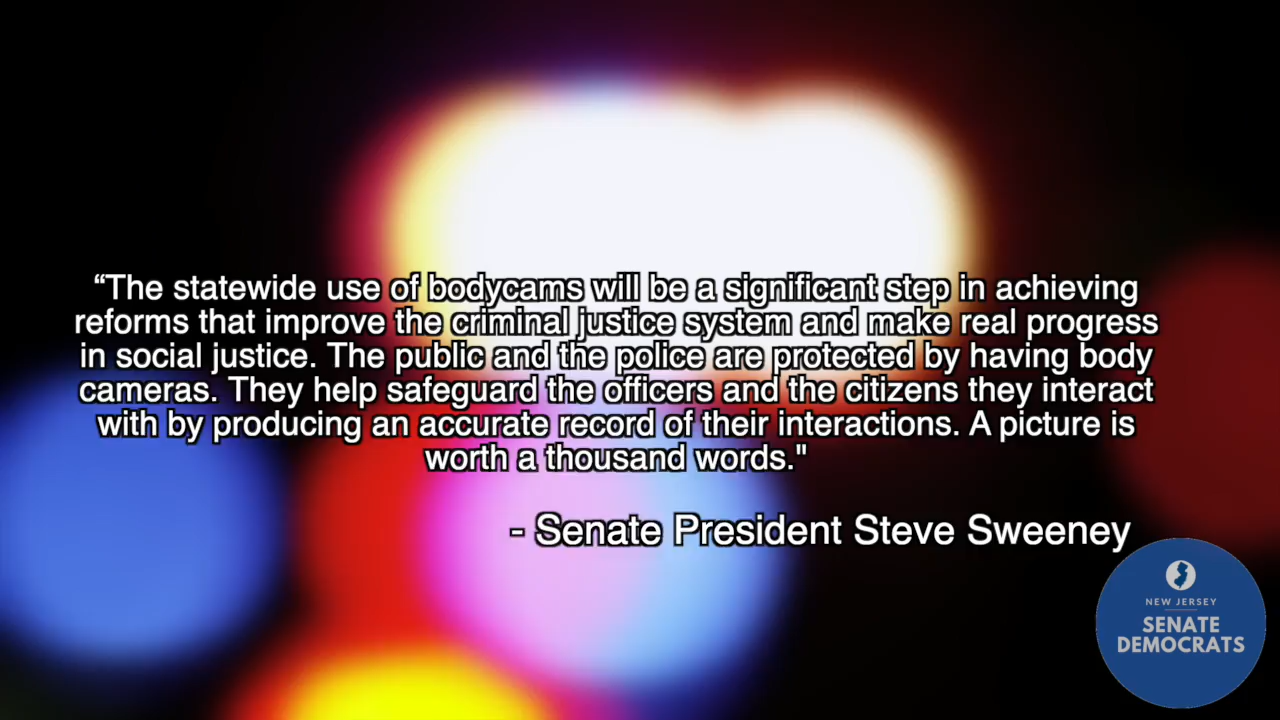 “The statewide use of bodycams will be a significant step in achieving
reforms that improve the criminal justice system and make real progress
in social justice. The public and the police are protected by having body
cameras. They help safeguard the officers and the citizens they interact
with by producing an accurate record of their interactions. A picture is
worth a thousand words."
- Senate President Steve Sweeney
NEW JERSEY
SENATE
DEMOCRATS